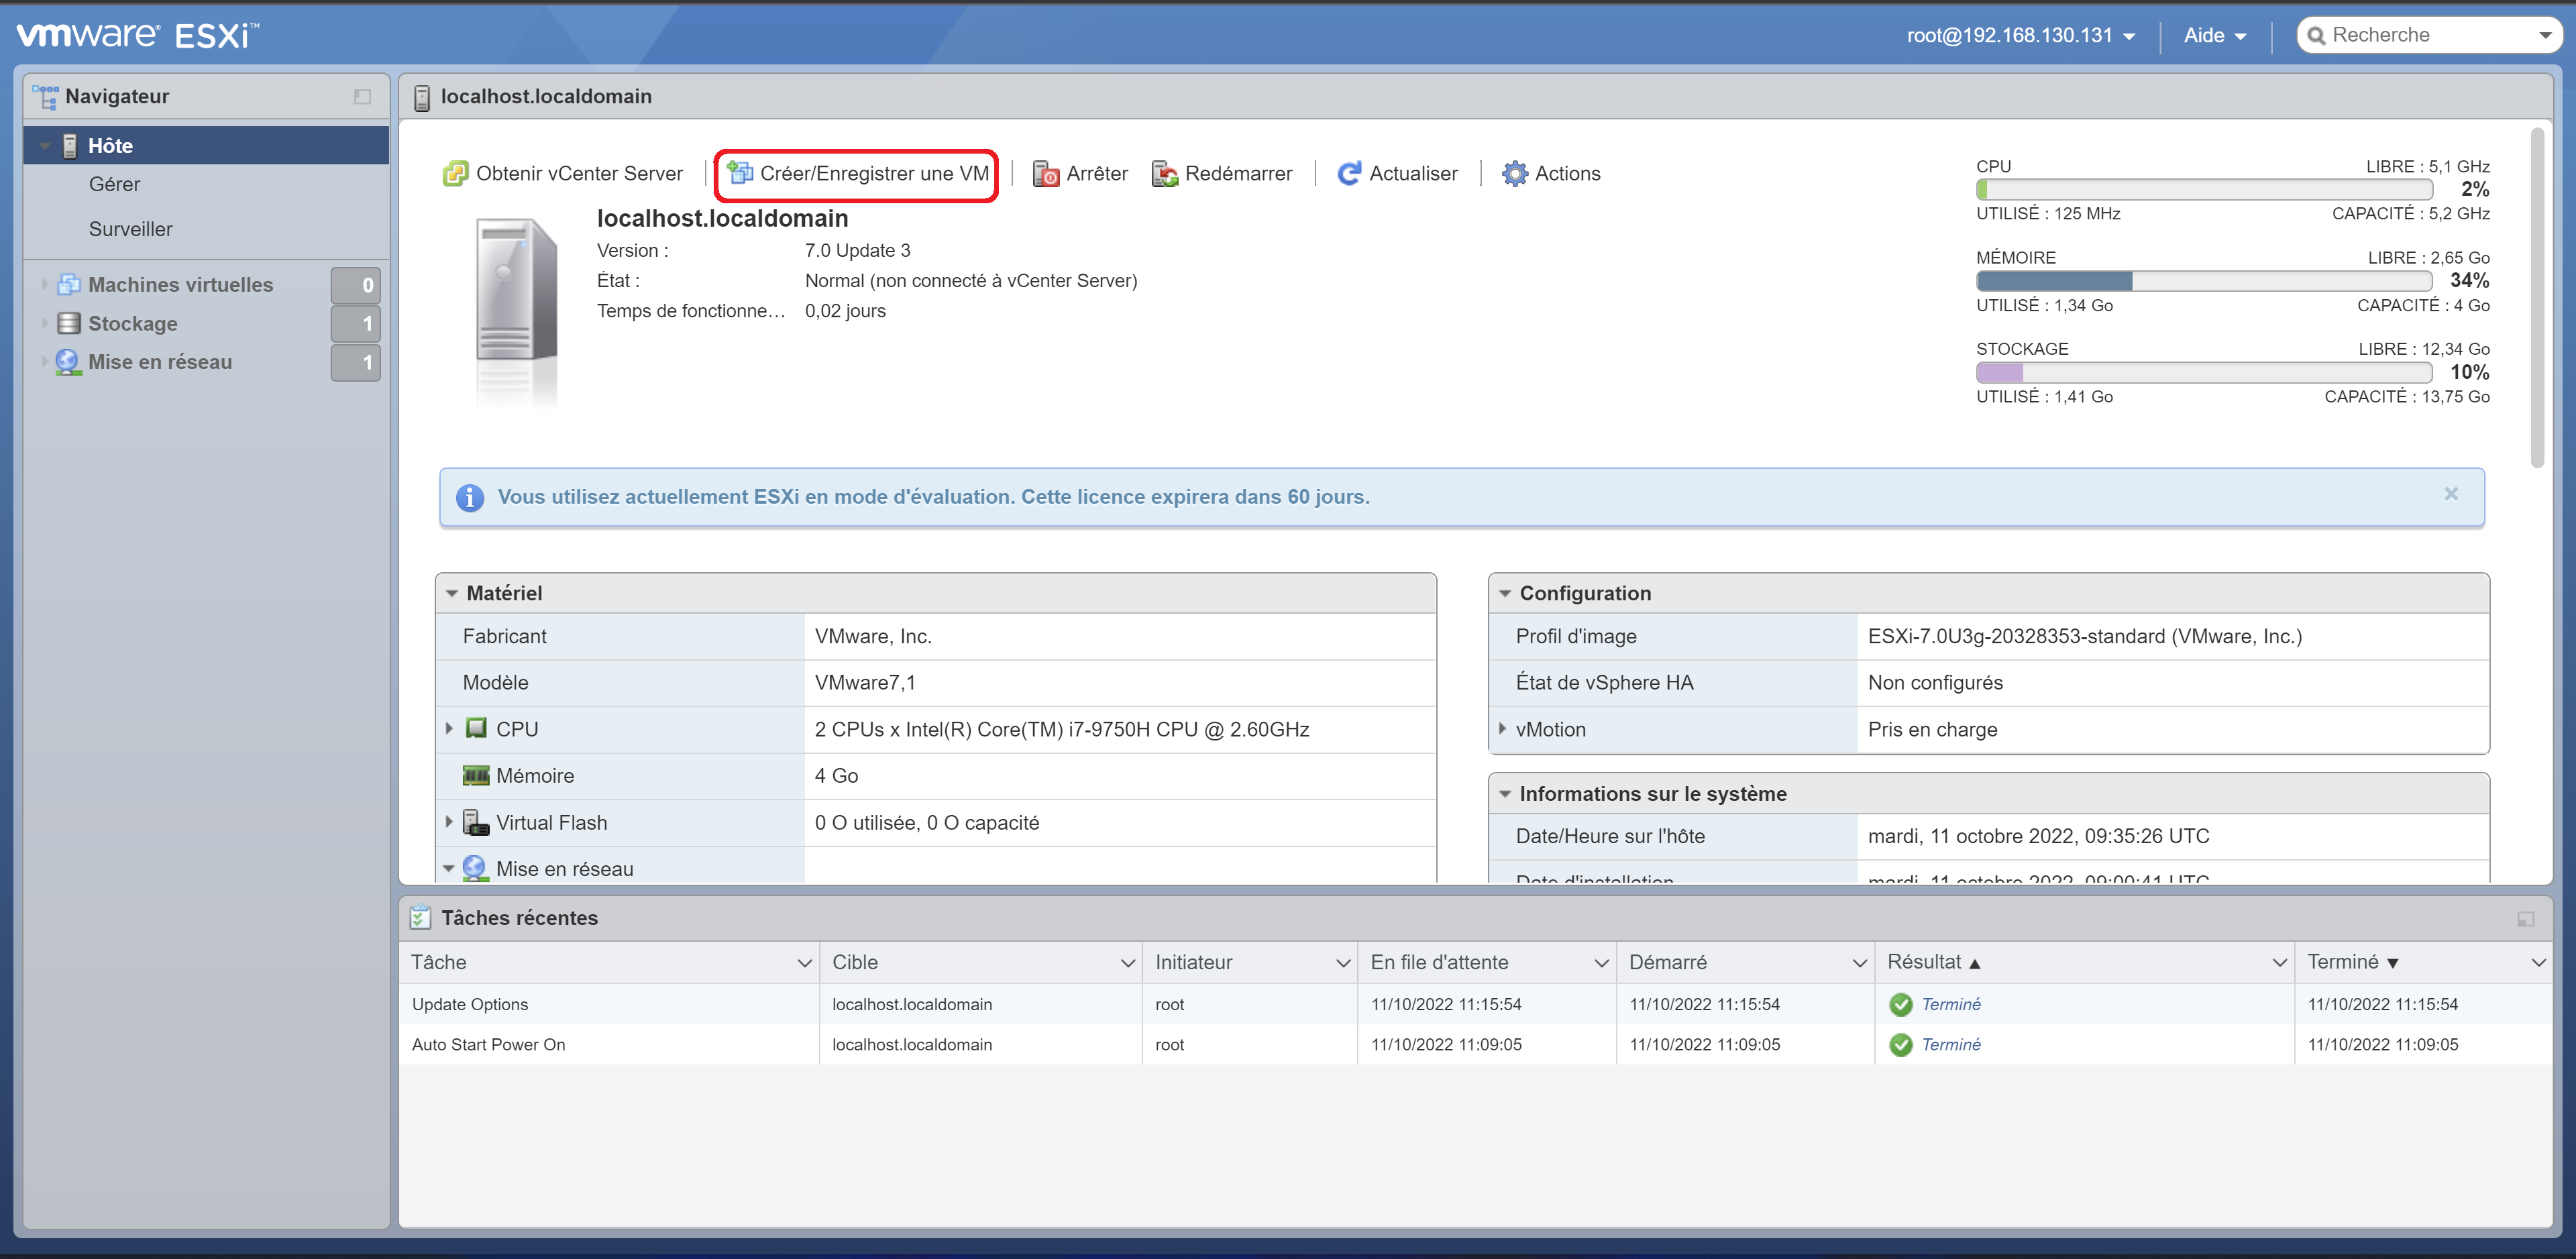 vmware® ESXi™
root@192.168.130.131
Aide
Recherche
Navigateur
Hôte
Gérer
Surveiller
Machines virtuelles 0
Stockage 1
Mise en réseau 1
localhost.localdomain
Obtenir vCenter Server
Créer/Enregistrer une VM
Arrêter
Redémarrer
Actualiser
Actions
localhost.localdomain
Version : 7.0 Update 3
État : Normal (non connecté à vCenter Server)
Temps de fonctionne… 0,02 jours
CPU LIBRE : 5,1 GHz
2%
UTILISÉ : 125 MHz CAPACITÉ : 5,2 GHz
MÉMOIRE LIBRE : 2,65 Go
34%
UTILISÉ : 1,34 Go CAPACITÉ : 4 Go
STOCKAGE LIBRE : 12,34 Go
10%
UTILISÉ : 1,41 Go CAPACITÉ : 13,75 Go
Vous utilisez actuellement ESXi en mode d'évaluation. Cette licence expirera dans 60 jours.
Matériel
Fabricant VMware, Inc.
Modèle VMware7,1
CPU 2 CPUs x Intel(R) Core(TM) i7-9750H CPU @ 2.60GHz
Mémoire 4 Go
Virtual Flash 0 O utilisée, 0 O capacité
Mise en réseau
Configuration
Profil d'image ESXi-7.0U3g-20328353-standard (VMware, Inc.)
État de vSphere HA Non configurés
vMotion Pris en charge
Informations sur le système
Date/Heure sur l'hôte mardi, 11 octobre 2022, 09:35:26 UTC
Date d'installation mardi, 11 octobre 2022, 09:00:41 UTC
Tâches récentes
Tâche Cible Initiateur En file d'attente Démarré Résultat ▲ Terminé ▼
Update Options localhost.localdomain root 11/10/2022 11:15:54 11/10/2022 11:15:54 Terminé 11/10/2022 11:15:54
Auto Start Power On localhost.localdomain root 11/10/2022 11:09:05 11/10/2022 11:09:05 Terminé 11/10/2022 11:09:05